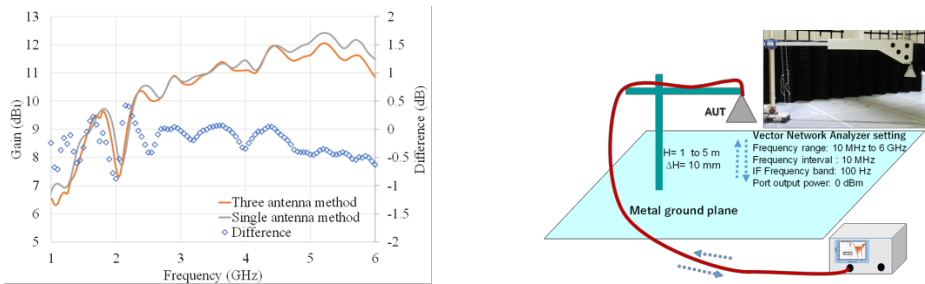 13
12
11
10
9
8
7
6
5
Gain (dBi)
2
1.5
1
0.5
0
-0.5
-1
-1.5
-2
Difference (dB)
Three antenna method
Single antenna method
Difference
1 2 3 4 5 6
Frequency (GHz)
AUT
H= 1 to 5 m
ΔH= 10 mm
Vector Network Analyzer setting
Frequency range: 10 MHz to 6 GHz
Frequency interval : 10 MHz
IF Frequency band: 100 Hz
Port output power: 0 dBm
Metal ground plane